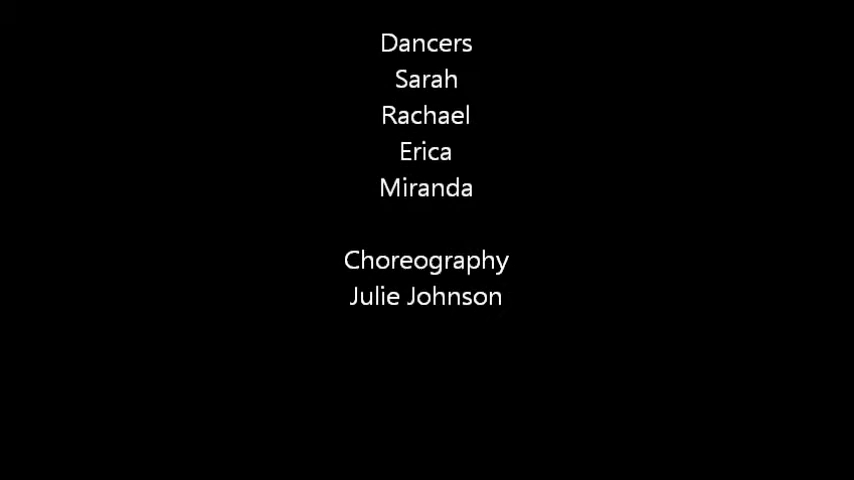 Dancers
Sarah
Rachael
Erica
Miranda
Choreography
Julie Johnson